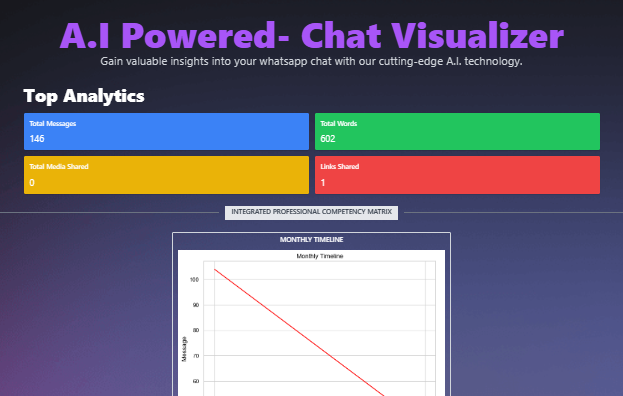 A.I Powered- Chat Visualizer
Gain valuable insights into your whatsapp chat with our cutting-edge A.I. technology.
Top Analytics
Total Messages
146
Total Words
602
Total Media Shared
0
Links Shared
1
INTEGRATED PROFESSIONAL COMPETENCY MATRIX
MONTHLY TIMELINE
Monthly Timeline
100
90
80
70
60
Message